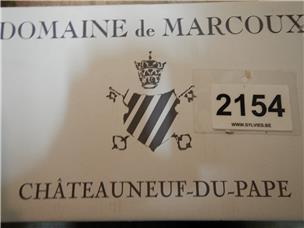 DOMAINE de MARCOUX
2154
WWW.SYLVIES.BE
CHÂTEAUNEUF-DU-PAPE